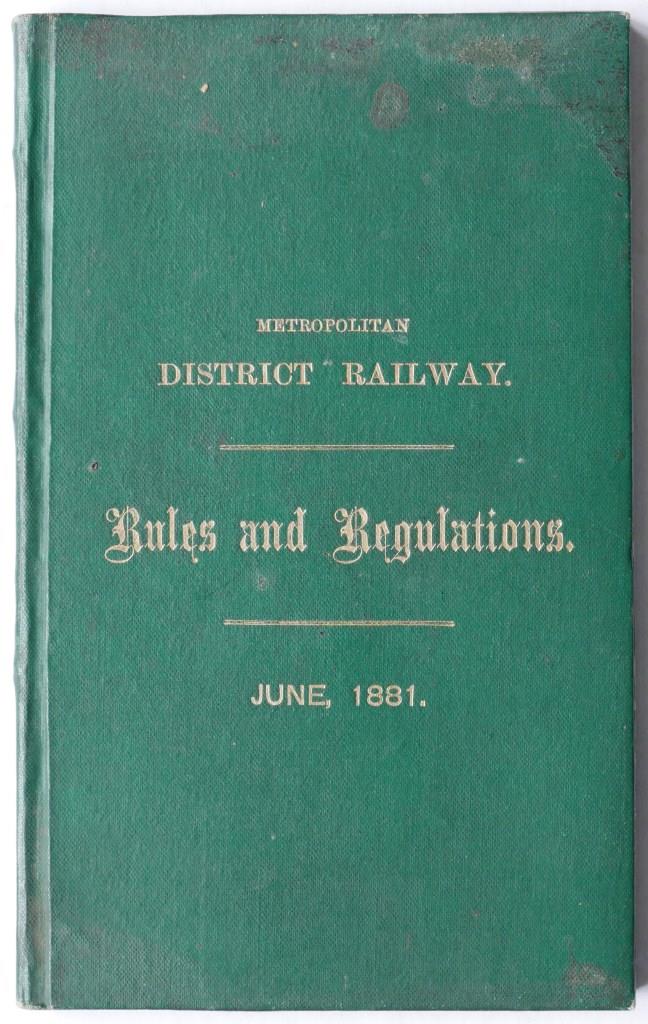 METROPOLITAN
DISTRICT RAILWAY.
Rules and Regulations.
JUNE, 1881.